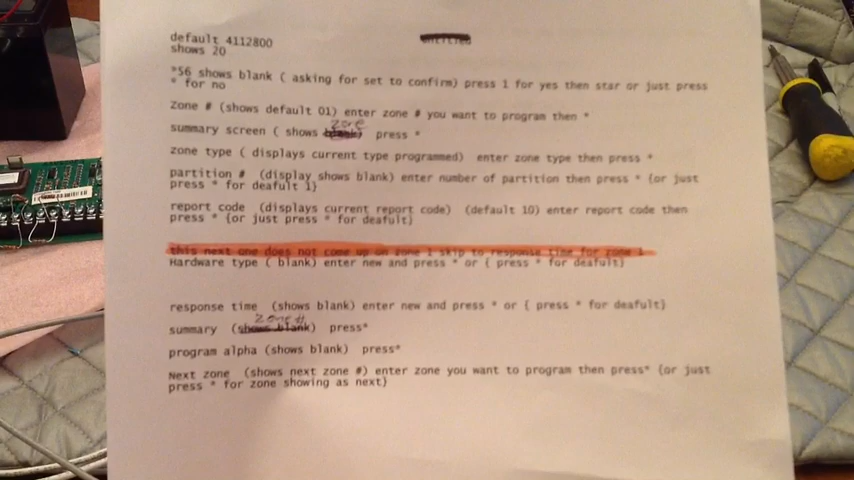 default 4112800
shows 20
*56 shows blank ( asking for set to confirm) press 1 for yes then star or just press
* for no
Zone # (shows default 01) enter zone # you want to program then *
zone
summary screen ( shows blank) press *
zone type ( displays current type programmed) enter zone type then press *
partition # (display shows blank) enter number of partition then press * {or just
press * for deafult 1}
report code (displays current report code) (default 10) enter report code then
press * {or just press * for deafult}
this next one does not come up on zone 1 skip to response time for zone 1
Hardware type ( blank) enter new and press * or { press * for deafult}
response time (shows blank) enter new and press * or { press * for deafult}
zone #
summary (shows blank) press*
program alpha (shows blank) press*
Next zone (shows next zone #) enter zone you want to program then press* {or just
press * for zone showing as next}